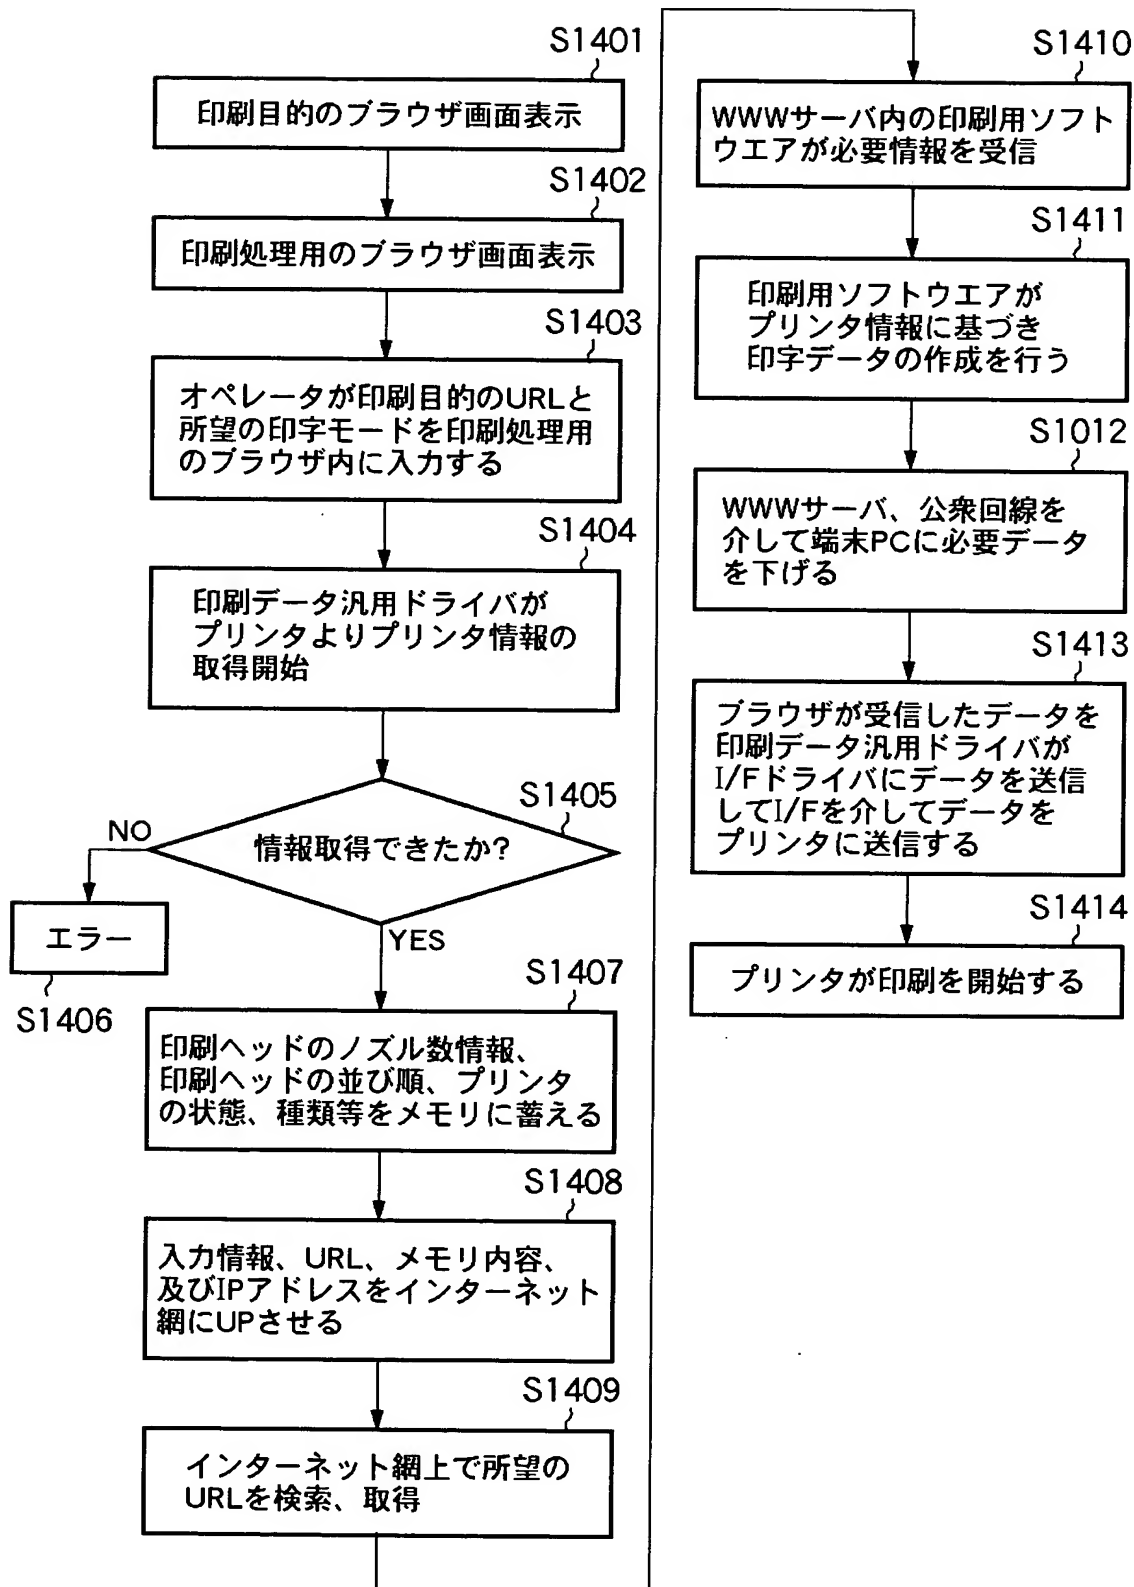 S1401
印刷目的のブラウザ画面表示
S1402
印刷処理用のブラウザ画面表示
S1403
オペレータが印刷目的のURLと
所望の印字モードを印刷処理用
のブラウザ内に入力する
S1404
印刷データ汎用ドライバが
プリンタよりプリンタ情報の
取得開始
S1405
情報取得できたか?
NO
エラー
S1406
YES
S1407
印刷ヘッドのノズル数情報、
印刷ヘッドの並び順、プリンタ
の状態、種類等をメモリに蓄える
S1408
入力情報、URL、メモリ内容、
及びIPアドレスをインターネット
網にUPさせる
S1409
インターネット網上で所望の
URLを検索、取得
S1410
WWWサーバ内の印刷用ソフト
ウエアが必要情報を受信
S1411
印刷用ソフトウエアが
プリンタ情報に基づき
印字データの作成を行う
S1012
WWWサーバ、公衆回線を
介して端末PCに必要データ
を下げる
S1413
ブラウザが受信したデータを
印刷データ汎用ドライバが
I/Fドライバにデータを送信
してI/Fを介してデータを
プリンタに送信する
S1414
プリンタが印刷を開始する